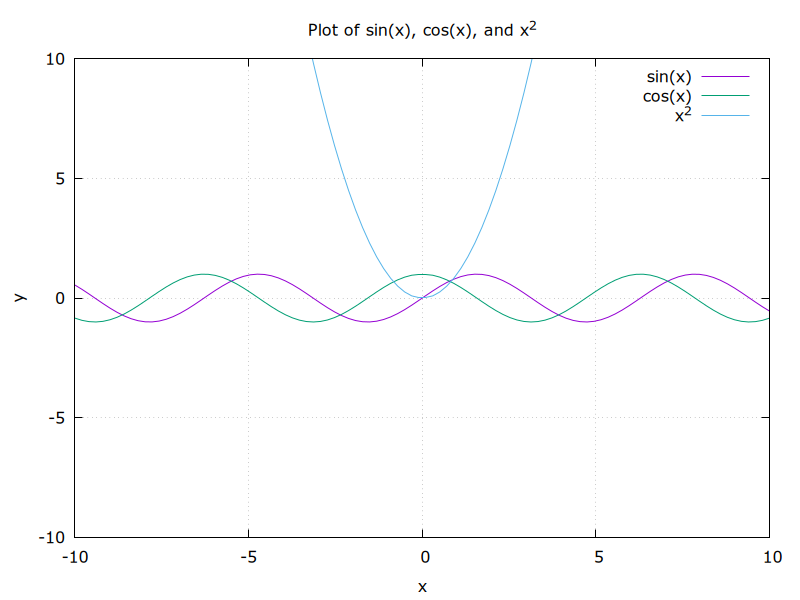 Plot of sin(x), cos(x), and x²
sin(x)
cos(x)
x²
10
5
0
-5
-10
y
-10
-5
0
5
10
x